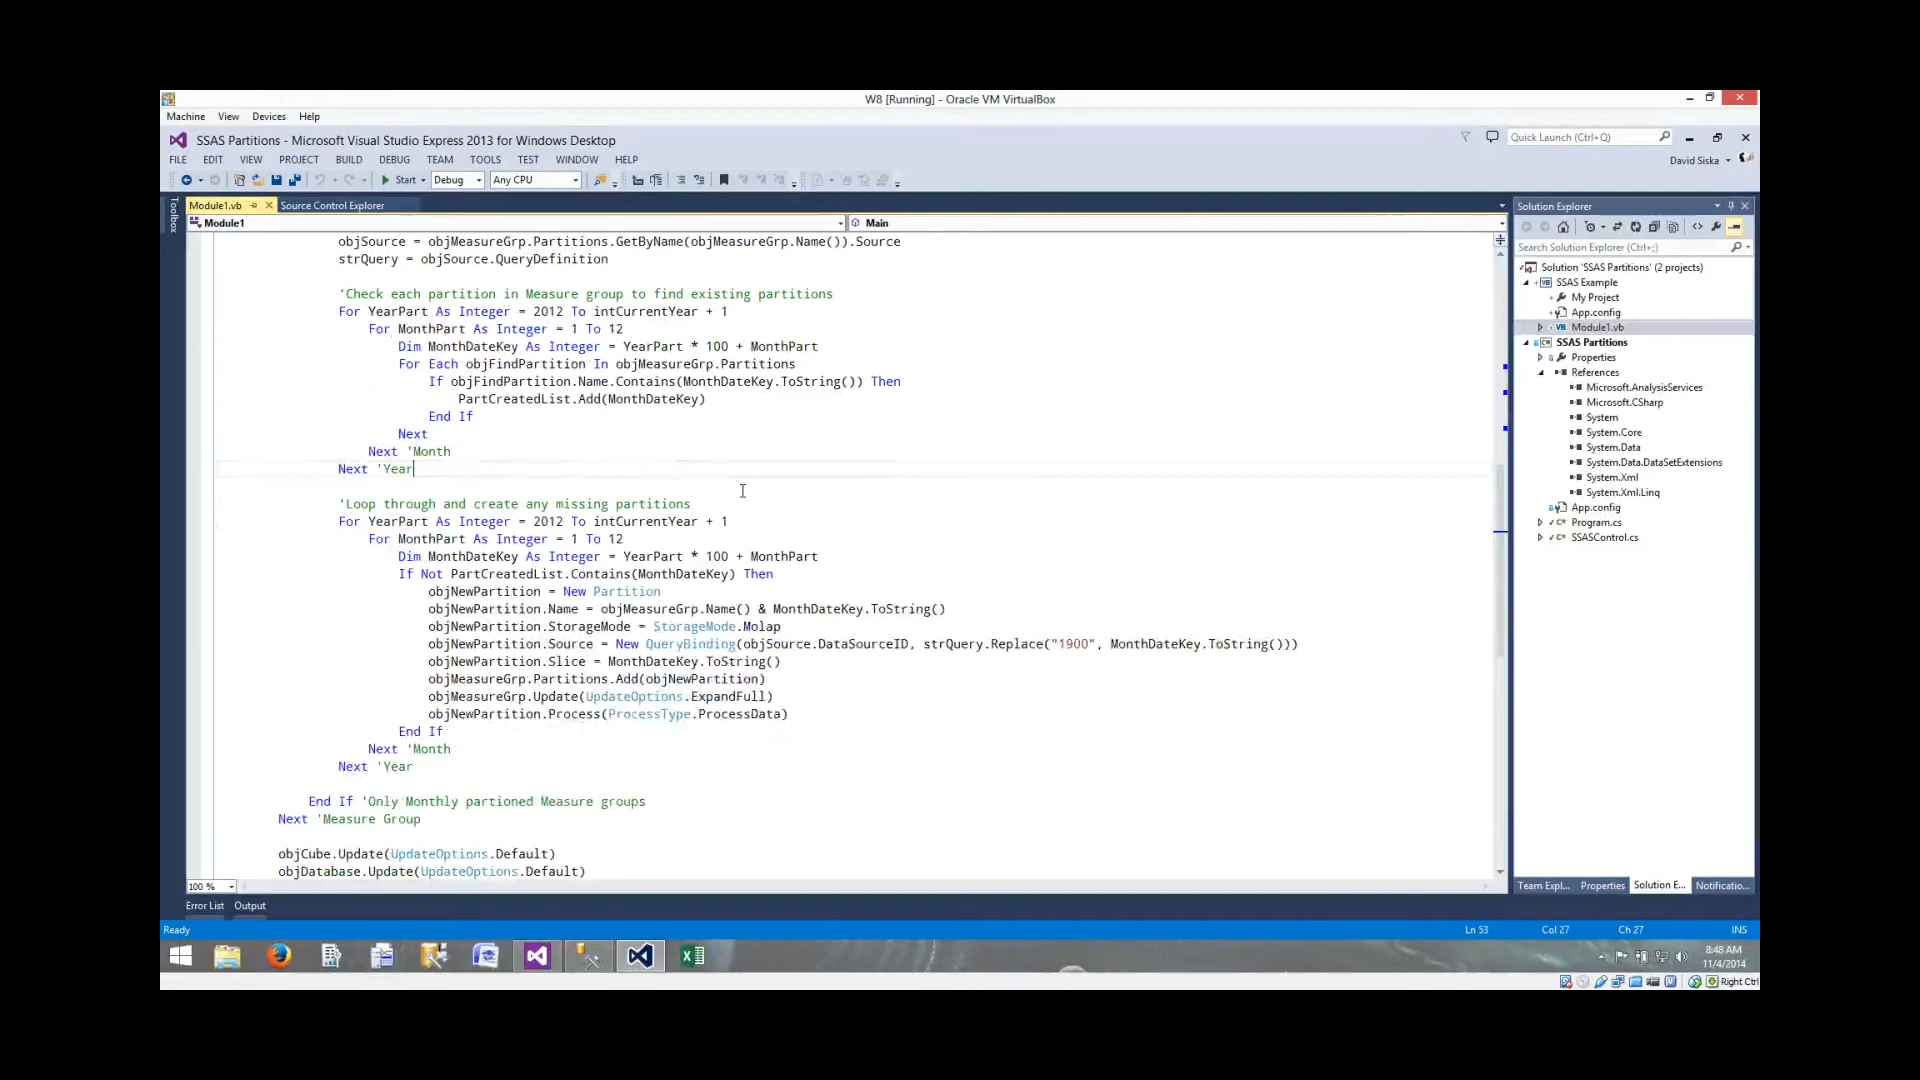 W8 [Running] - Oracle VM VirtualBox
Machine View Devices Help
SSAS Partitions - Microsoft Visual Studio Express 2013 for Windows Desktop
Quick Launch (Ctrl+Q)
FILE EDIT VIEW PROJECT BUILD DEBUG TEAM TOOLS TEST WINDOW HELP
David Siska
Start Debug Any CPU
Toolbox
Module1.vb Source Control Explorer
Module1 Main
objSource = objMeasureGrp.Partitions.GetByName(objMeasureGrp.Name()).Source
strQuery = objSource.QueryDefinition
'Check each partition in Measure group to find existing partitions
For YearPart As Integer = 2012 To intCurrentYear + 1
For MonthPart As Integer = 1 To 12
Dim MonthDateKey As Integer = YearPart * 100 + MonthPart
For Each objFindPartition In objMeasureGrp.Partitions
If objFindPartition.Name.Contains(MonthDateKey.ToString()) Then
PartCreatedList.Add(MonthDateKey)
End If
Next
Next 'Month
Next 'Year
'Loop through and create any missing partitions
For YearPart As Integer = 2012 To intCurrentYear + 1
For MonthPart As Integer = 1 To 12
Dim MonthDateKey As Integer = YearPart * 100 + MonthPart
If Not PartCreatedList.Contains(MonthDateKey) Then
objNewPartition = New Partition
objNewPartition.Name = objMeasureGrp.Name() & MonthDateKey.ToString()
objNewPartition.StorageMode = StorageMode.Molap
objNewPartition.Source = New QueryBinding(objSource.DataSourceID, strQuery.Replace("1900", MonthDateKey.ToString()))
objNewPartition.Slice = MonthDateKey.ToString()
objMeasureGrp.Partitions.Add(objNewPartition)
objMeasureGrp.Update(UpdateOptions.ExpandFull)
objNewPartition.Process(ProcessType.ProcessData)
End If
Next 'Month
Next 'Year
End If 'Only Monthly partioned Measure groups
Next 'Measure Group
objCube.Update(UpdateOptions.Default)
objDatabase.Update(UpdateOptions.Default)
100 %
Solution Explorer
Search Solution Explorer (Ctrl+;)
Solution 'SSAS Partitions' (2 projects)
SSAS Example
My Project
App.config
Module1.vb
SSAS Partitions
Properties
References
Microsoft.AnalysisServices
Microsoft.CSharp
System
System.Core
System.Data
System.Data.DataSetExtensions
System.Xml
System.Xml.Linq
App.config
Program.cs
SSASControl.cs
Team Expl... Properties Solution E... Notificatio...
Error List Output
Ready Ln 53 Col 27 Ch 27 INS
8:48 AM
11/4/2014
Right Ctrl